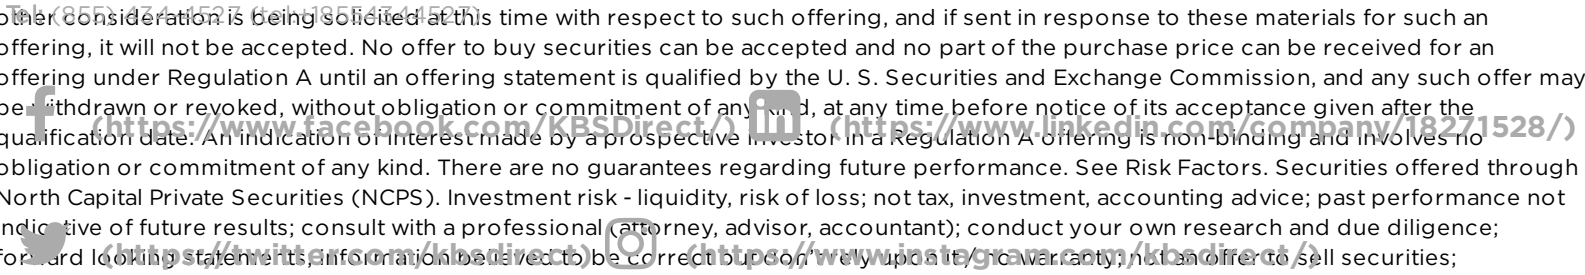 Tel: (855) 434-4527 (tel:+18554344527)
other consideration is being solicited at this time with respect to such offering, and if sent in response to these materials for such an
offering, it will not be accepted. No offer to buy securities can be accepted and no part of the purchase price can be received for an
offering under Regulation A until an offering statement is qualified by the U. S. Securities and Exchange Commission, and any such offer may
be withdrawn or revoked, without obligation or commitment of any kind, at any time before notice of its acceptance given after the
(https://www.facebook.com/KBSDirect/) (https://www.linkedin.com/company/18271528/)
qualification date. An indication of interest made by a prospective investor in a Regulation A offering is non-binding and involves no
obligation or commitment of any kind. There are no guarantees regarding future performance. See Risk Factors. Securities offered through
North Capital Private Securities (NCPS). Investment risk - liquidity, risk of loss; not tax, investment, accounting advice; past performance not
indicative of future results; consult with a professional (attorney, advisor, accountant); conduct your own research and due diligence;
(https://twitter.com/kbsdirect) (https://www.instagram.com/kbsdirect/)
forward looking statements, information believed to be correct but don't rely upon it/ no warranty; not an offer to sell securities;